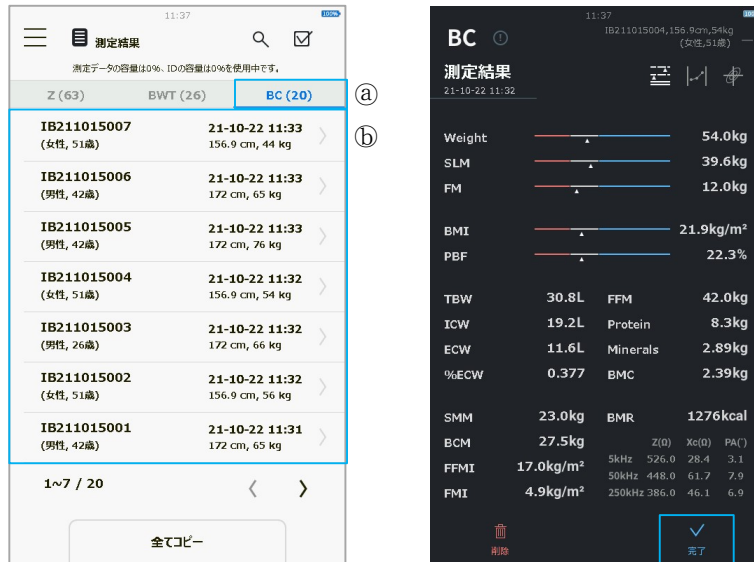 11:37
100%
測定結果
測定データの容量は0%、IDの容量は0%を使用中です。
Z (63) BWT (26) BC (20)
ⓐ
ⓑ
IB211015007 21-10-22 11:33
(女性, 51歳) 156.9 cm, 44 kg
IB211015006 21-10-22 11:33
(男性, 42歳) 172 cm, 65 kg
IB211015005 21-10-22 11:33
(男性, 42歳) 172 cm, 76 kg
IB211015004 21-10-22 11:32
(女性, 51歳) 156.9 cm, 54 kg
IB211015003 21-10-22 11:32
(男性, 26歳) 172 cm, 66 kg
IB211015002 21-10-22 11:32
(女性, 51歳) 156.9 cm, 56 kg
IB211015001 21-10-22 11:31
(男性, 42歳) 172 cm, 65 kg
1~7 / 20
全てコピー
11:37
BC
IB211015004,156.9cm,54kg
(女性,51歳)
測定結果
21-10-22 11:32
Weight 54.0kg
SLM 39.6kg
FM 12.0kg
BMI 21.9kg/m²
PBF 22.3%
TBW 30.8L FFM 42.0kg
ICW 19.2L Protein 8.3kg
ECW 11.6L Minerals 2.89kg
%ECW 0.377 BMC 2.39kg
SMM 23.0kg BMR 1276kcal
BCM 27.5kg Z(Ω) Xc(Ω) PA(˚)
FFMI 17.0kg/m² 5kHz 526.0 28.4 3.1
50kHz 448.0 61.7 7.9
FMI 4.9kg/m² 250kHz 386.0 46.1 6.9
削除 完了